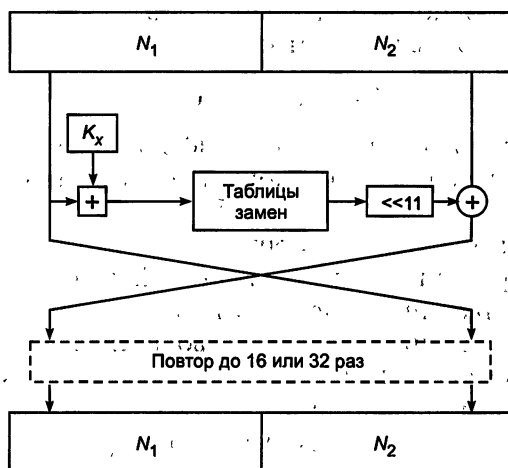 N₁ N₂
Kₓ
+ Таблицы замен <<11 +
Повтор до 16 или 32 раз
N₁ N₂